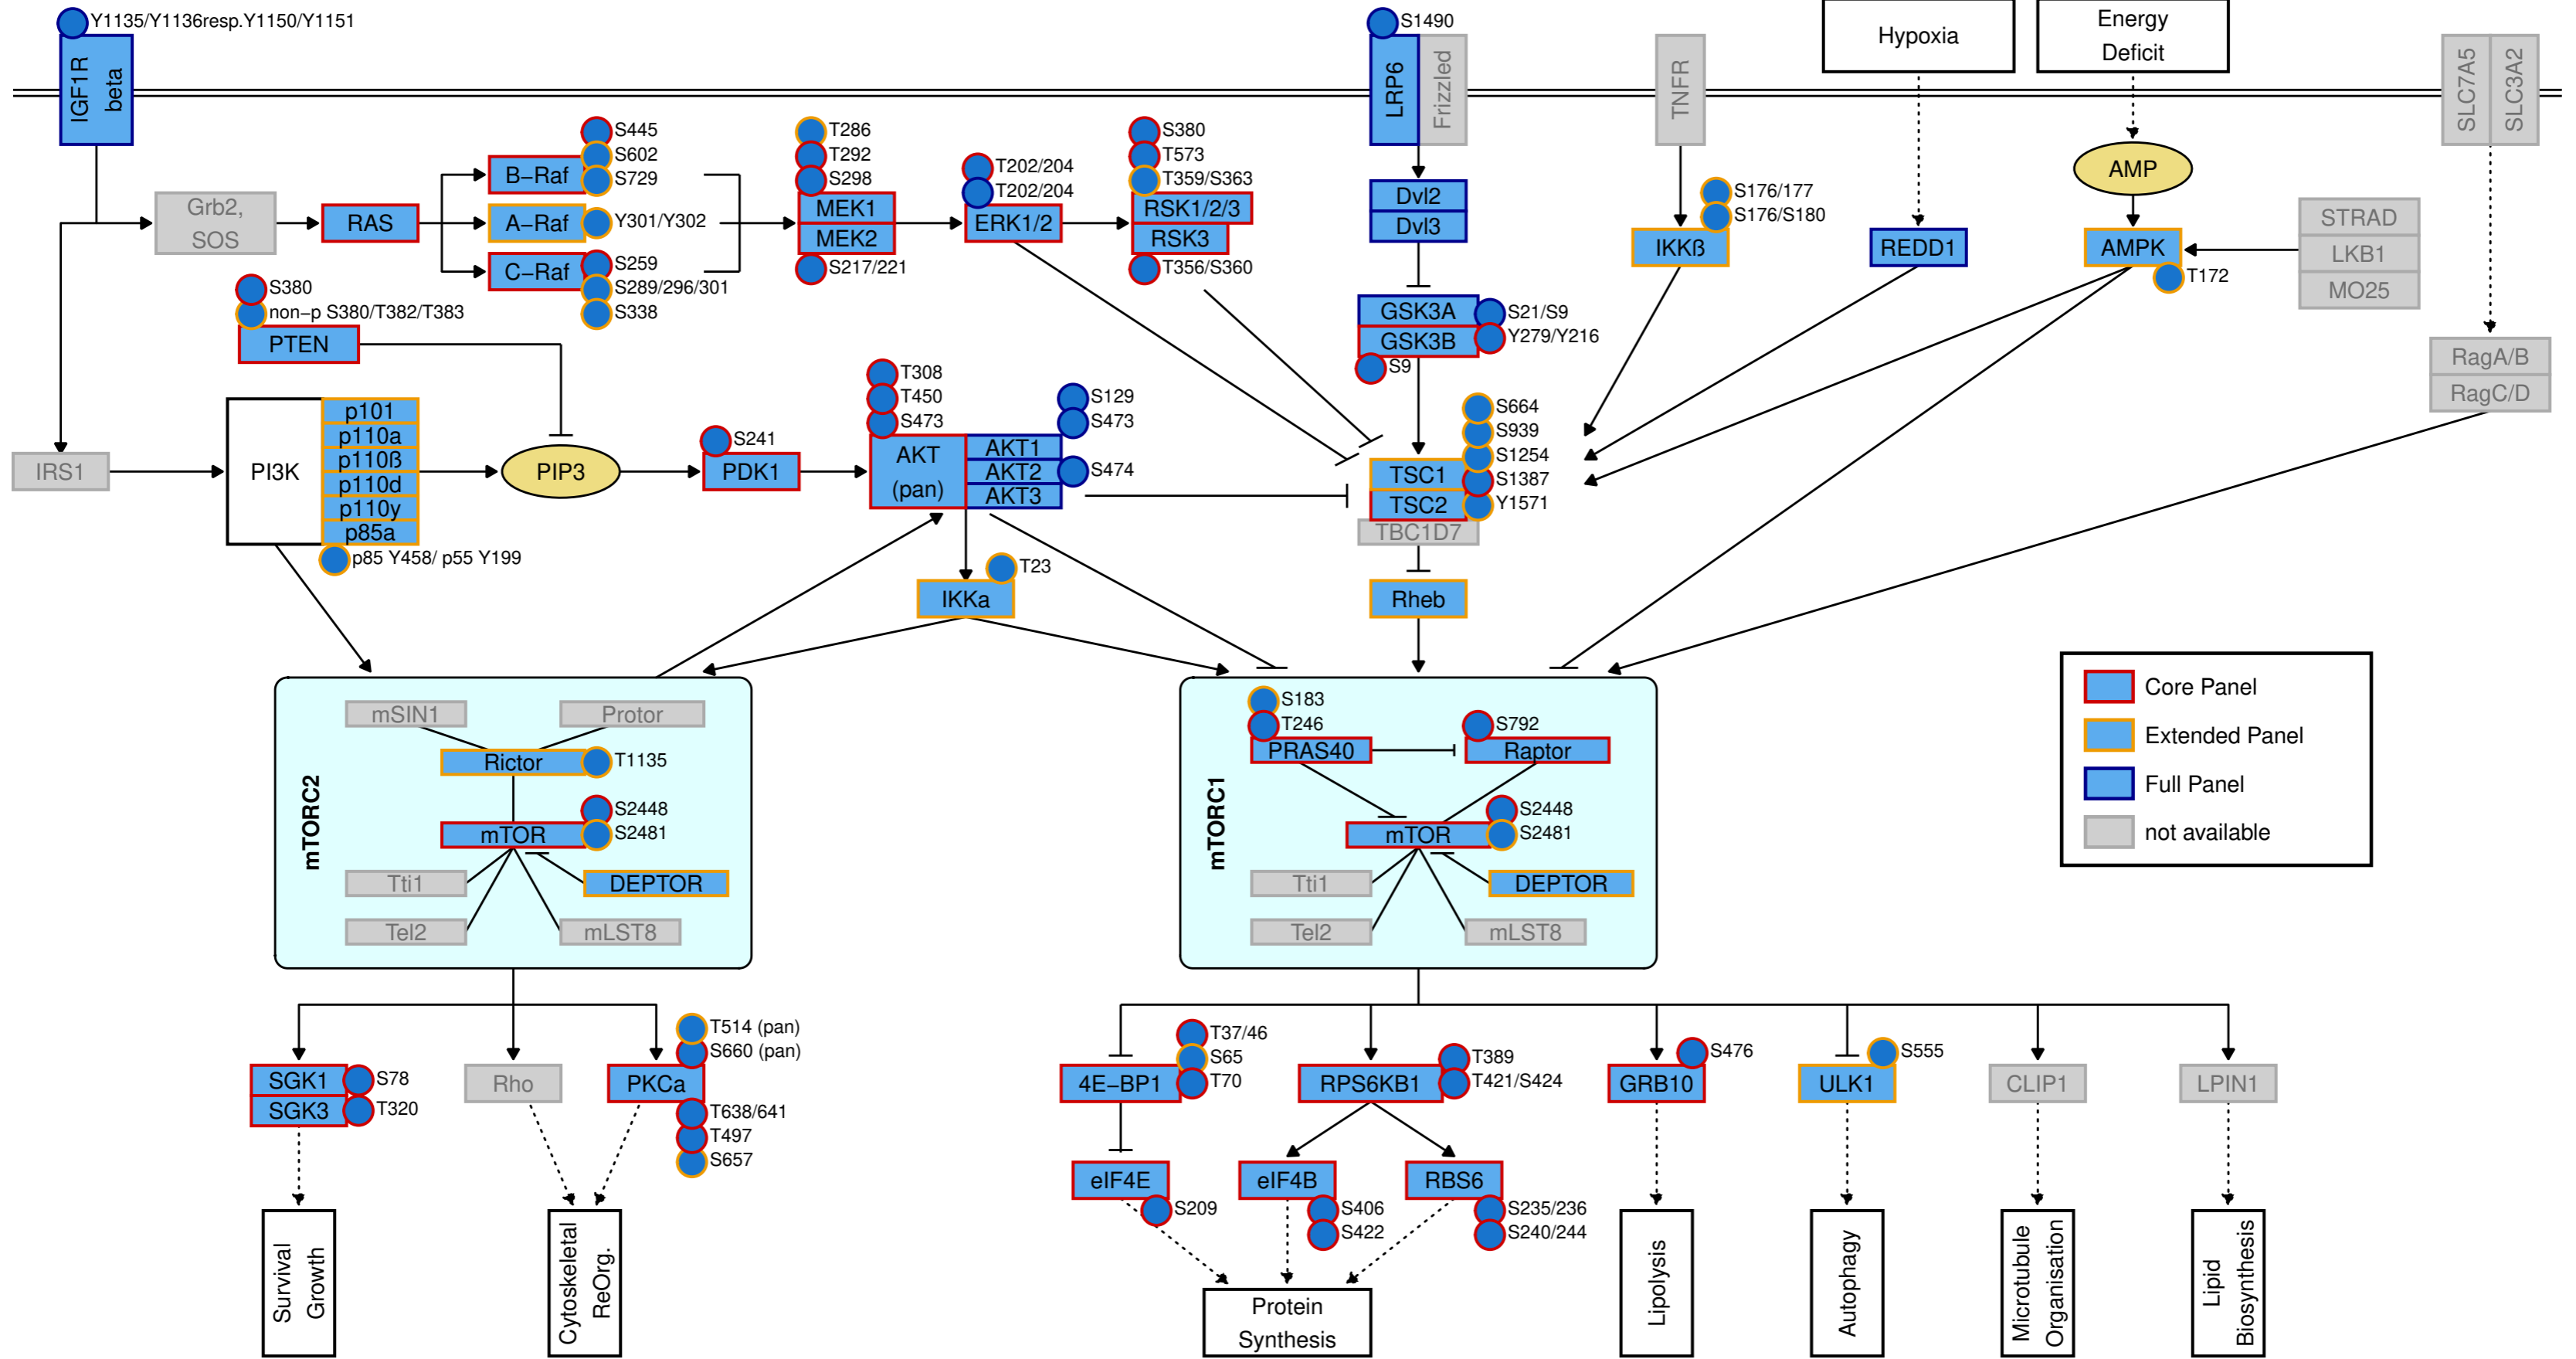 Y1135/Y1136resp.Y1150/Y1151
IGF1R
beta
S1490
LRP6
Frizzled
TNFR
Hypoxia
Energy
Deficit
SLC7A5
SLC3A2
S445
S602
S729
B−Raf
A−Raf
Y301/Y302
C−Raf
S259
S289/296/301
S338
Grb2,
SOS
RAS
T286
T292
S298
MEK1
MEK2
S217/221
T202/204
T202/204
ERK1/2
S380
T573
T359/S363
RSK1/2/3
RSK3
T356/S360
Dvl2
Dvl3
GSK3A
GSK3B
S21/S9
Y279/Y216
S9
S176/177
S176/S180
IKKß
REDD1
AMP
AMPK
T172
STRAD
LKB1
MO25
RagA/B
RagC/D
S380
non−p S380/T382/T383
PTEN
IRS1
PI3K
p101
p110a
p110ß
p110d
p110y
p85a
p85 Y458/ p55 Y199
PIP3
S241
PDK1
T308
T450
S473
AKT
(pan)
AKT1
AKT2
AKT3
S129
S473
S474
T23
IKKa
S664
S939
S1254
S1387
Y1571
TSC1
TSC2
TBC1D7
Rheb
Core Panel
Extended Panel
Full Panel
not available
mTORC2
mSIN1
Protor
Rictor
T1135
S2448
S2481
mTOR
Tti1
DEPTOR
Tel2
mLST8
mTORC1
S183
T246
PRAS40
S792
Raptor
S2448
S2481
mTOR
Tti1
DEPTOR
Tel2
mLST8
SGK1
SGK3
S78
T320
Rho
T514 (pan)
S660 (pan)
PKCa
T638/641
T497
S657
T37/46
S65
T70
4E−BP1
RPS6KB1
T389
T421/S424
S476
GRB10
S555
ULK1
CLIP1
LPIN1
eIF4E
S209
eIF4B
S406
S422
RBS6
S235/236
S240/244
Survival
Growth
Cytoskeletal
ReOrg.
Protein
Synthesis
Lipolysis
Autophagy
Microtubule
Organisation
Lipid
Biosynthesis